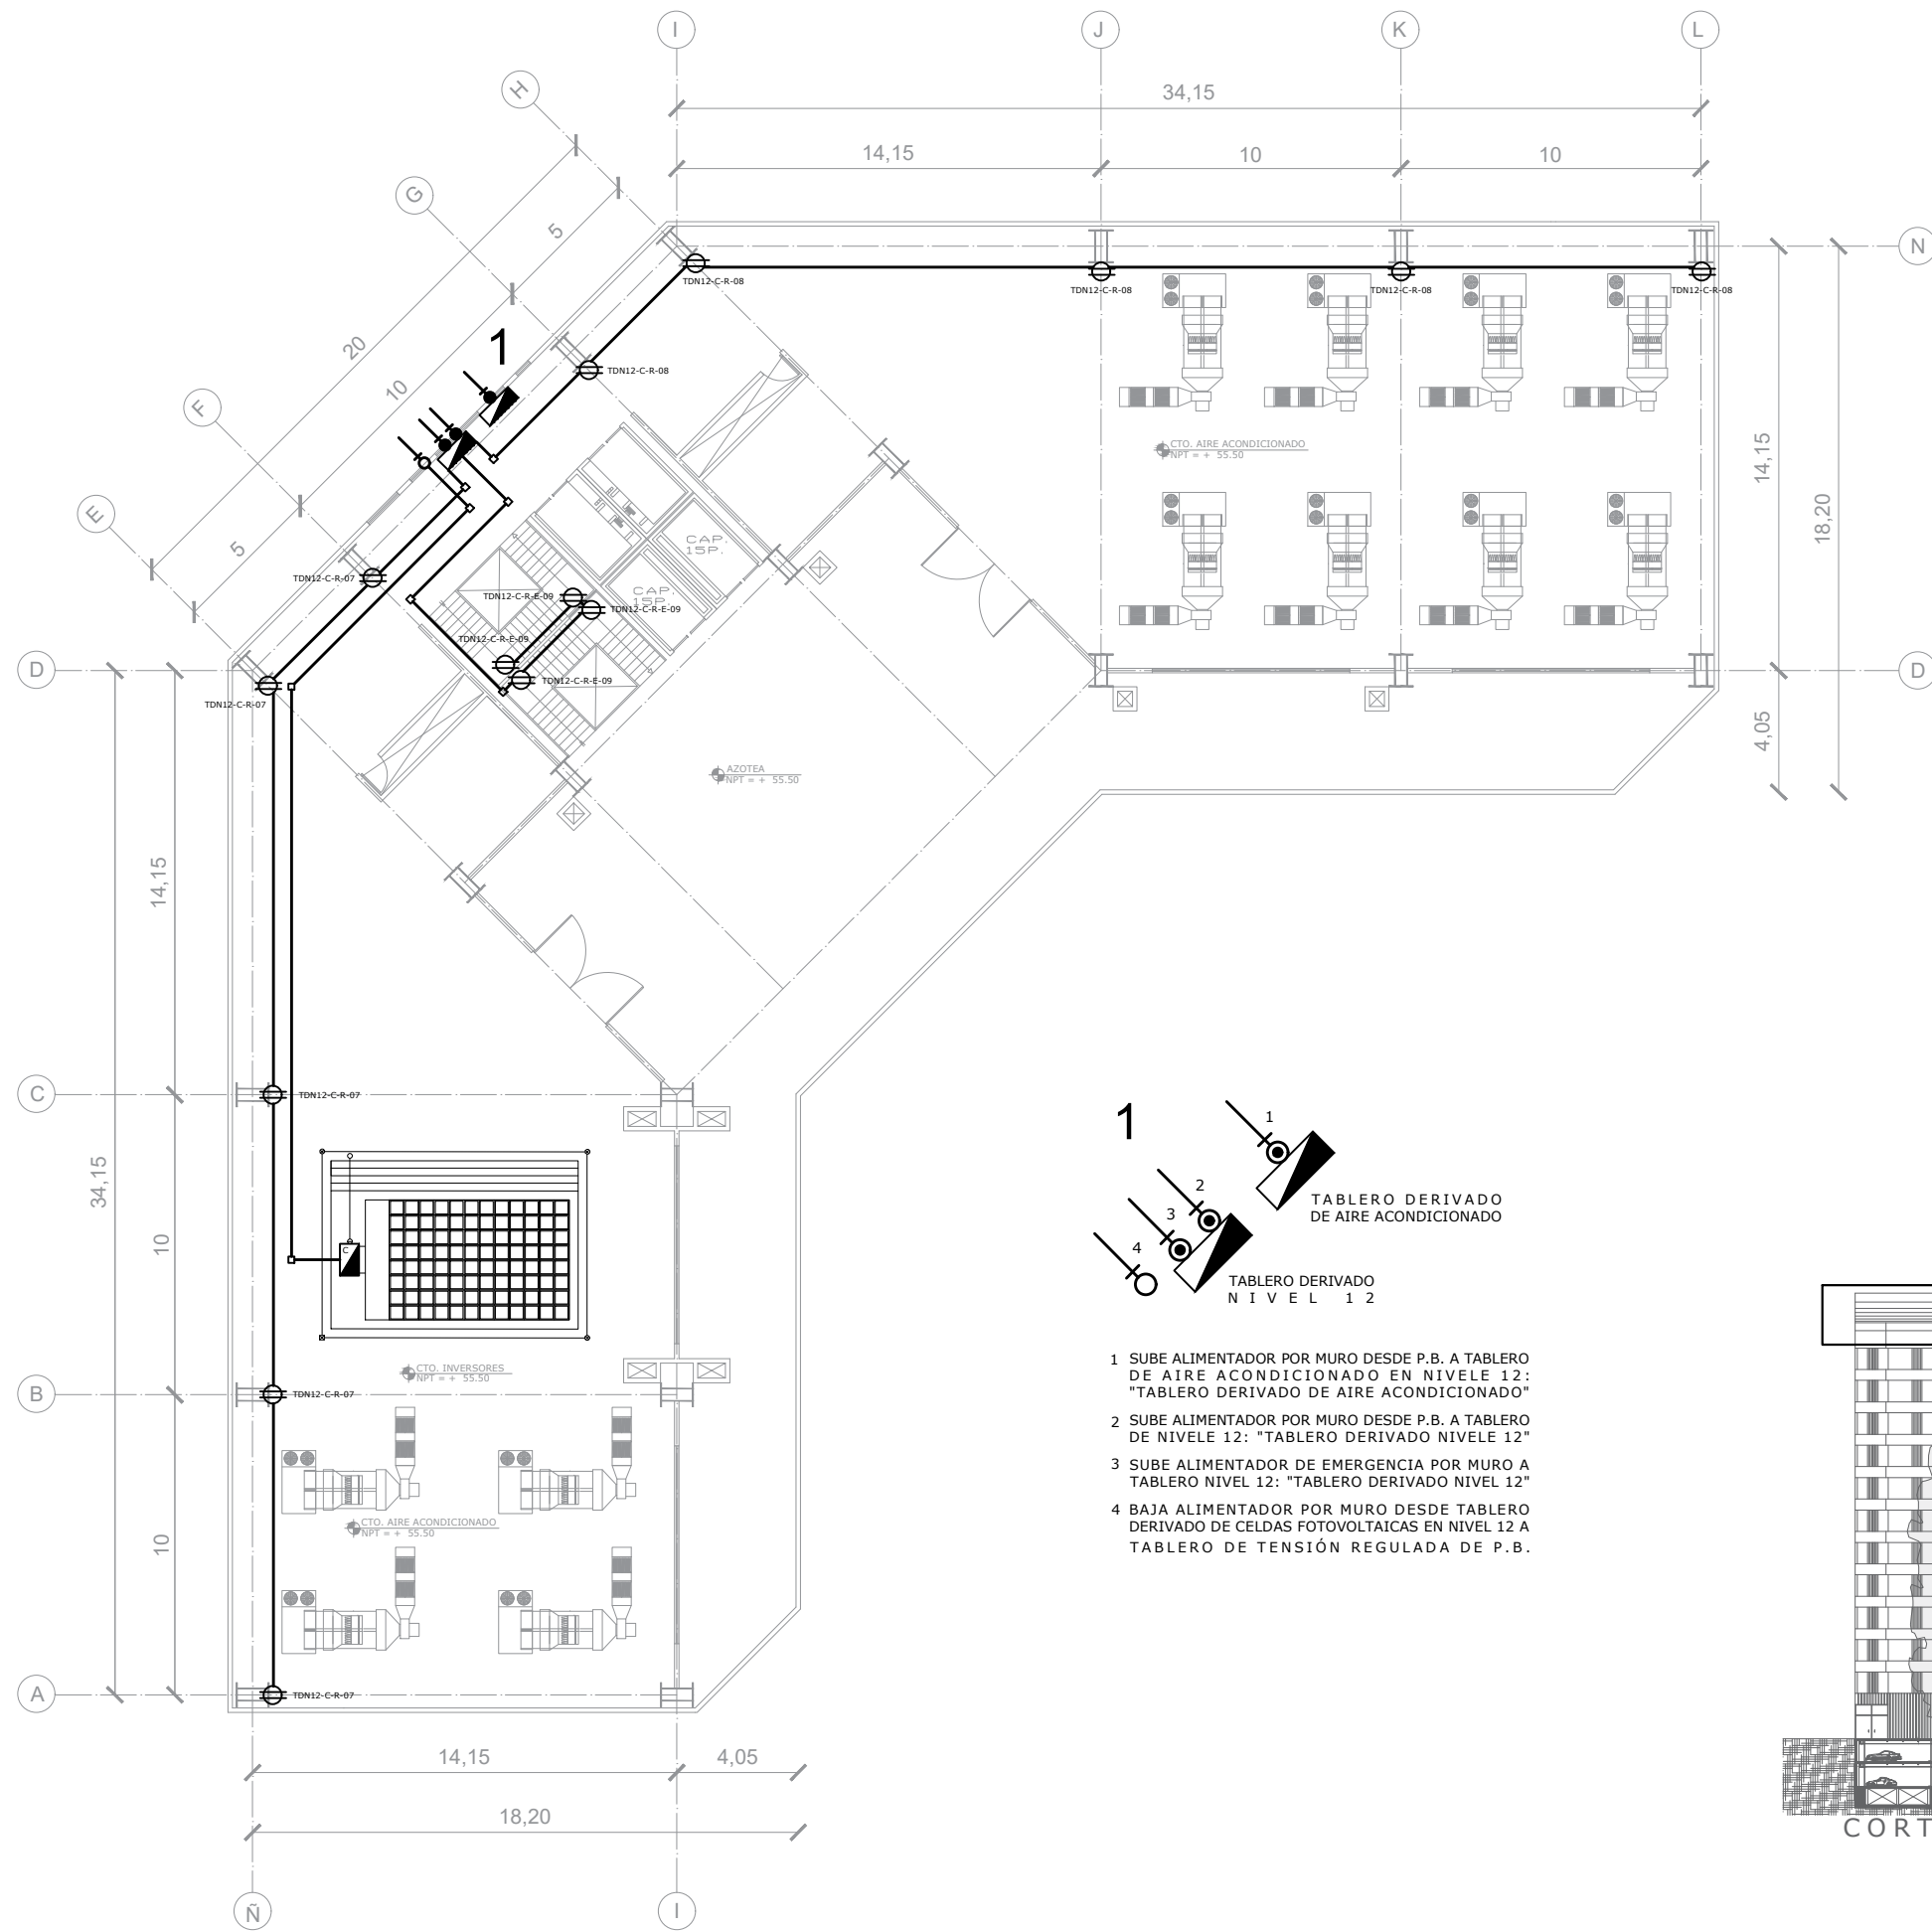 I
J
K
L
H
34,15
14,15
10
10
G
5
N
20
1
TDN12-C-R-08
TDN12-C-R-08
TDN12-C-R-08
TDN12-C-R-08
TDN12-C-R-08
10
F
CTO. AIRE ACONDICIONADO
NPT = + 55.50
14,15
18,20
E
5
CAP.
15P.
TDN12-C-R-07
CAP.
15P.
TDN12-C-R-E-09
TDN12-C-R-E-09
TDN12-C-R-E-09
TDN12-C-R-E-09
D
D
TDN12-C-R-07
4,05
AZOTEA
NPT = + 55.50
14,15
34,15
C
TDN12-C-R-07
10
C
CTO. INVERSORES
NPT = + 55.50
B
TDN12-C-R-07
CTO. AIRE ACONDICIONADO
NPT = + 55.50
10
A
TDN12-C-R-07
14,15
4,05
18,20
Ñ
I
1
1
2
3
4
TABLERO DERIVADO
DE AIRE ACONDICIONADO
TABLERO DERIVADO
NIVEL 12
1 SUBE ALIMENTADOR POR MURO DESDE P.B. A TABLERO
DE AIRE ACONDICIONADO EN NIVELE 12:
"TABLERO DERIVADO DE AIRE ACONDICIONADO"
2 SUBE ALIMENTADOR POR MURO DESDE P.B. A TABLERO
DE NIVELE 12: "TABLERO DERIVADO NIVELE 12"
3 SUBE ALIMENTADOR DE EMERGENCIA POR MURO A
TABLERO NIVEL 12: "TABLERO DERIVADO NIVEL 12"
4 BAJA ALIMENTADOR POR MURO DESDE TABLERO
DERIVADO DE CELDAS FOTOVOLTAICAS EN NIVEL 12 A
TABLERO DE TENSIÓN REGULADA DE P.B.
CORT